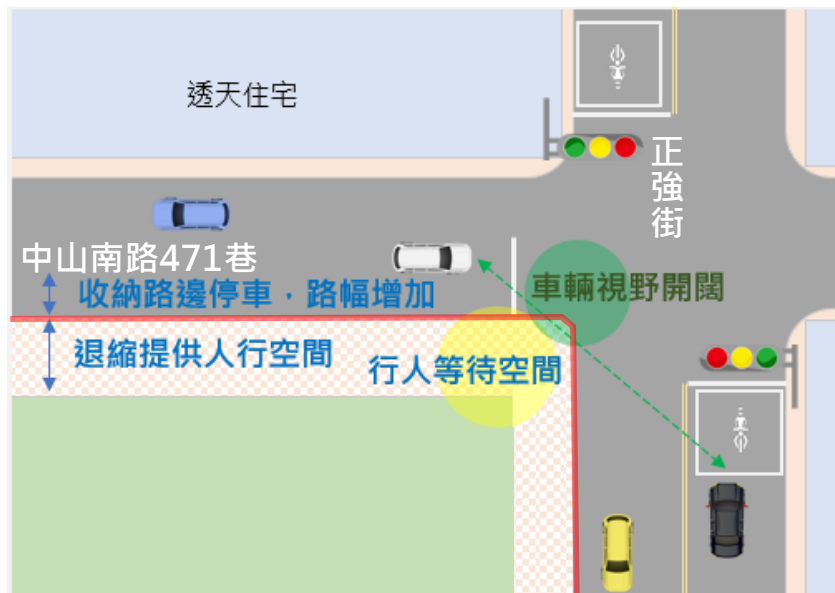 透天住宅
正強街
中山南路471巷
收納路邊停車，路幅增加
車輛視野開闊
退縮提供人行空間
行人等待空間